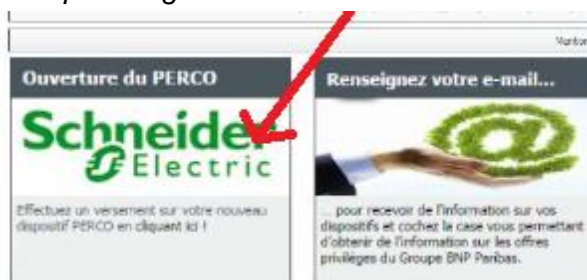 Ouverture du PERCO
Schneider
Electric
Effectuez un versement sur votre nouveau
dispositif PERCO en cliquant ici !
Renseignez votre e-mail...
... pour recevoir de l'information sur vos
dispositifs et cochez la case vous permettant
d'obtenir de l'information sur les offres
privilèges du Groupe BNP Paribas.